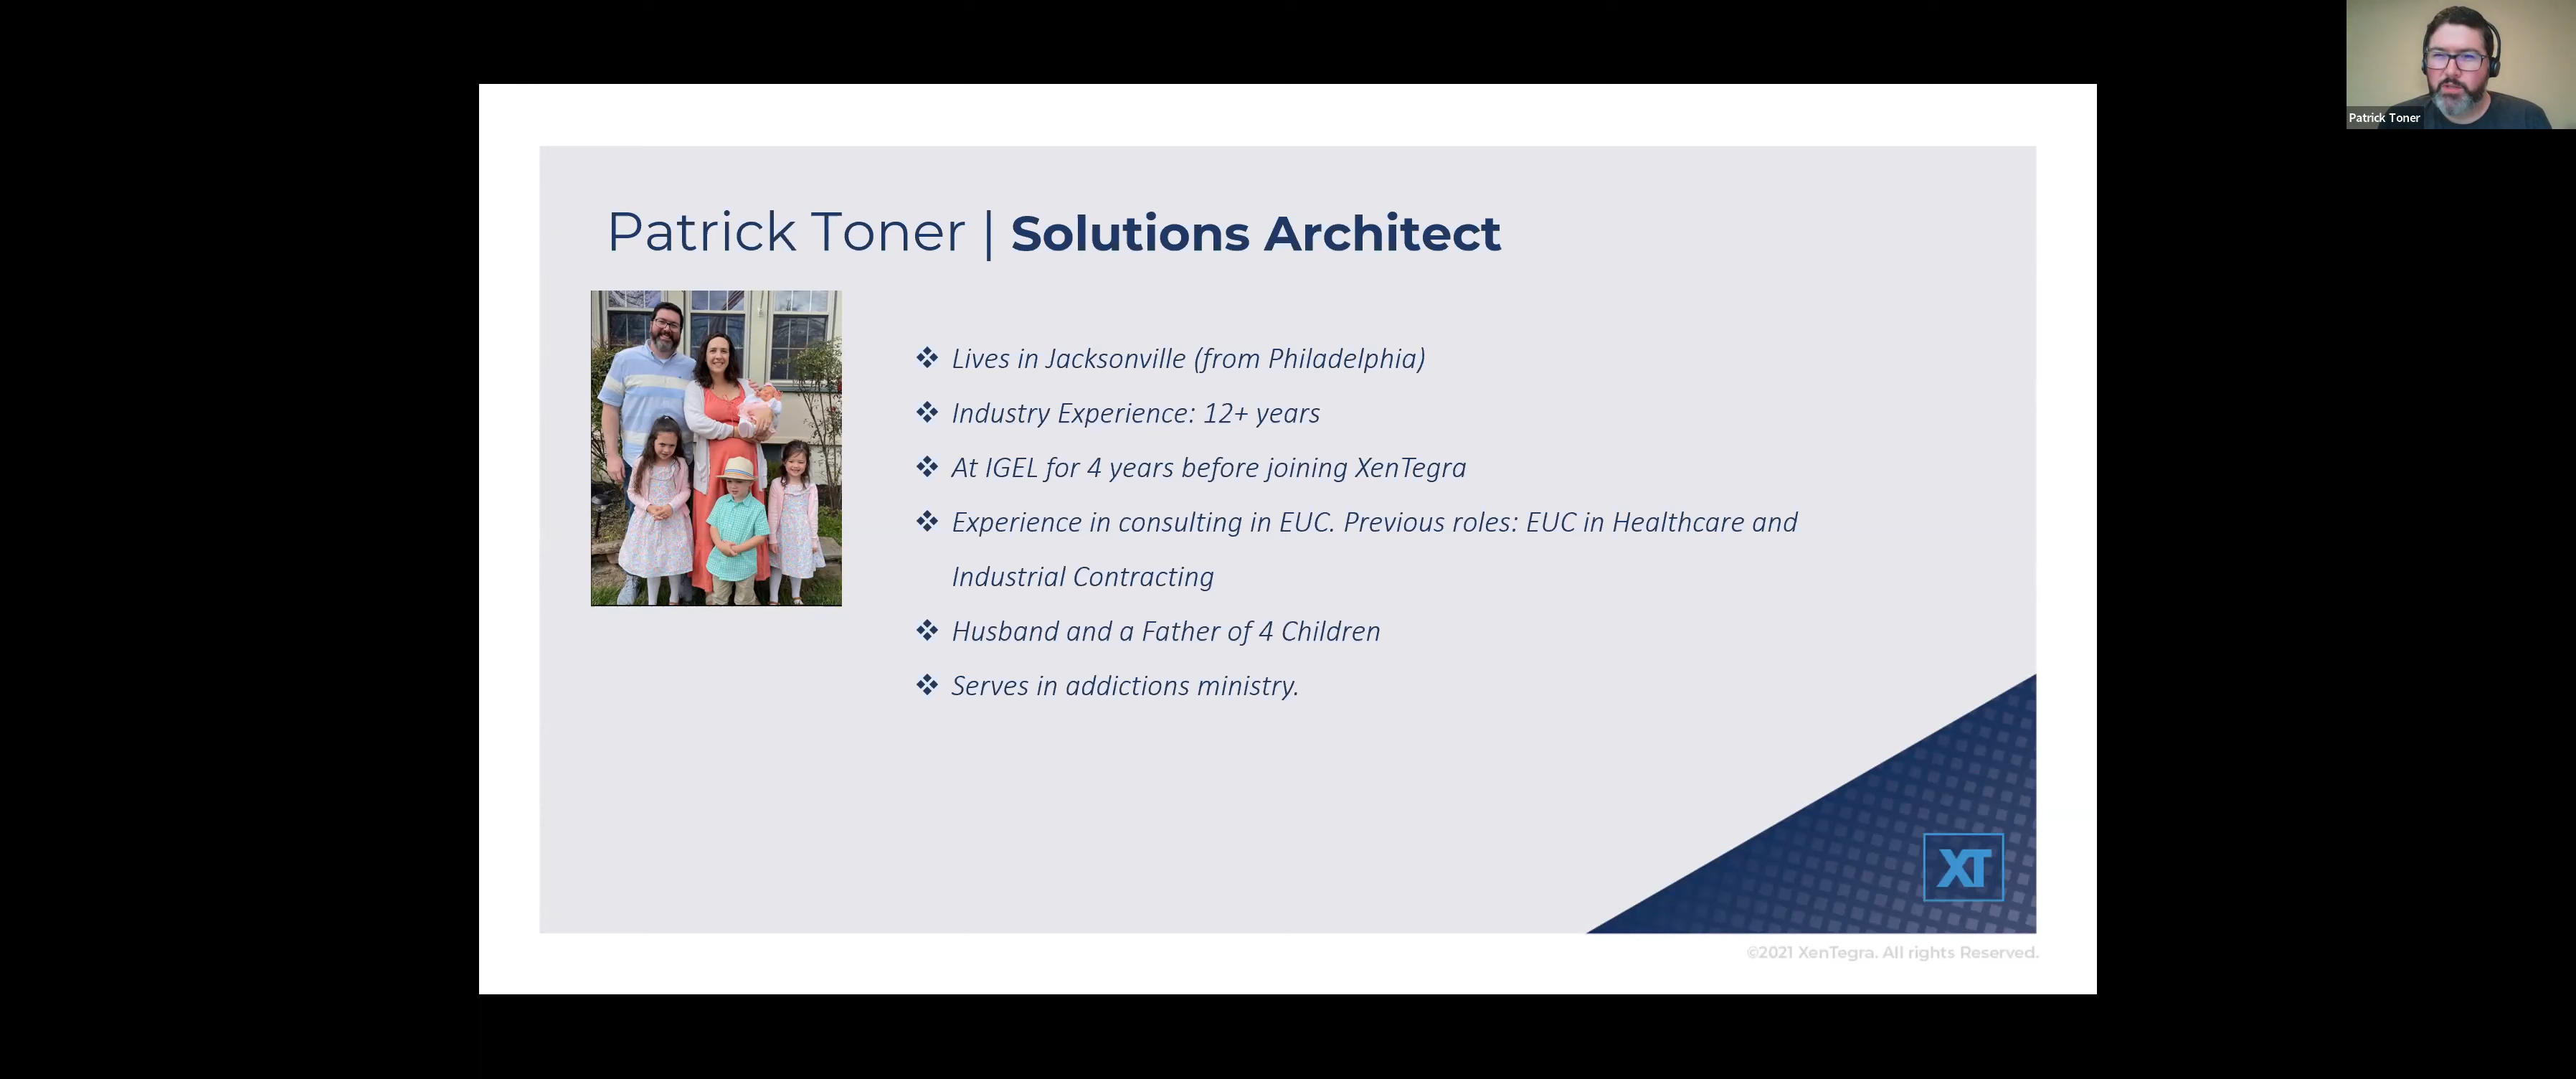 Patrick Toner
Patrick Toner | Solutions Architect
❖ Lives in Jacksonville (from Philadelphia)
❖ Industry Experience: 12+ years
❖ At IGEL for 4 years before joining XenTegra
❖ Experience in consulting in EUC. Previous roles: EUC in Healthcare and
Industrial Contracting
❖ Husband and a Father of 4 Children
❖ Serves in addictions ministry.
XT
©2021 XenTegra. All rights Reserved.